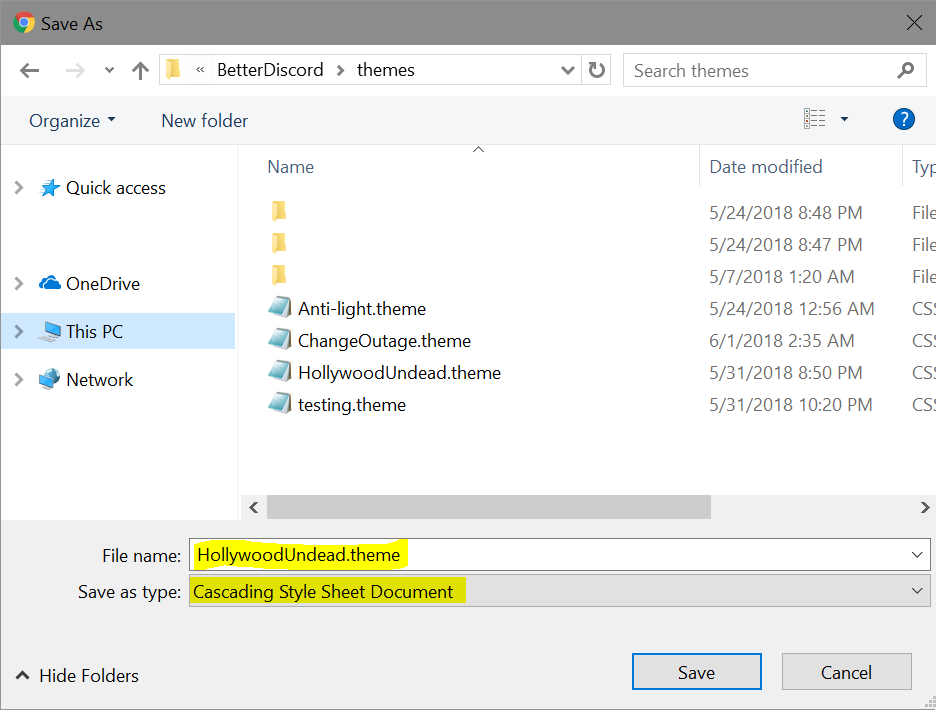 Save As
« BetterDiscord > themes
Search themes
Organize
New folder
?
Name
Date modified
Typ
Quick access
OneDrive
This PC
Network
5/24/2018 8:48 PM File
5/24/2018 8:47 PM File
5/7/2018 1:20 AM File
Anti-light.theme 5/24/2018 12:56 AM CSS
ChangeOutage.theme 6/1/2018 2:35 AM CSS
HollywoodUndead.theme 5/31/2018 8:50 PM CSS
testing.theme 5/31/2018 10:20 PM CSS
File name: HollywoodUndead.theme
Save as type: Cascading Style Sheet Document
Hide Folders
Save
Cancel